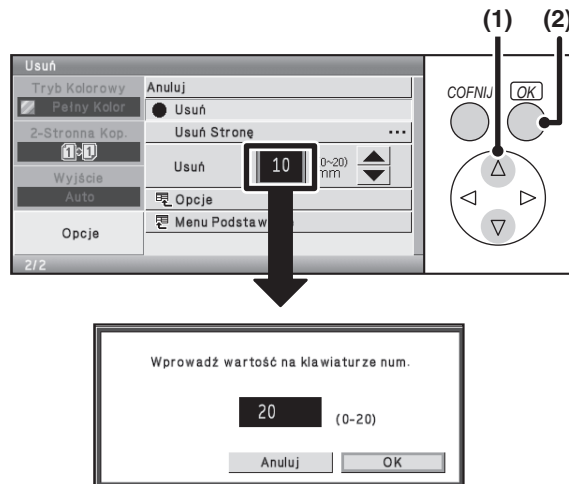 (1) (2)
Usuń
Tryb Kolorowy
Pełny Kolor
2-Stronna Kop.
1 1
Wyjście
Auto
Opcje
2/2
Anuluj
Usuń
Usuń Stronę ...
Usuń 10 0~20) mm
Opcje
Menu Podstaw
COFNIJ OK
Wprowadź wartość na klawiaturze num.
20 (0-20)
Anuluj OK